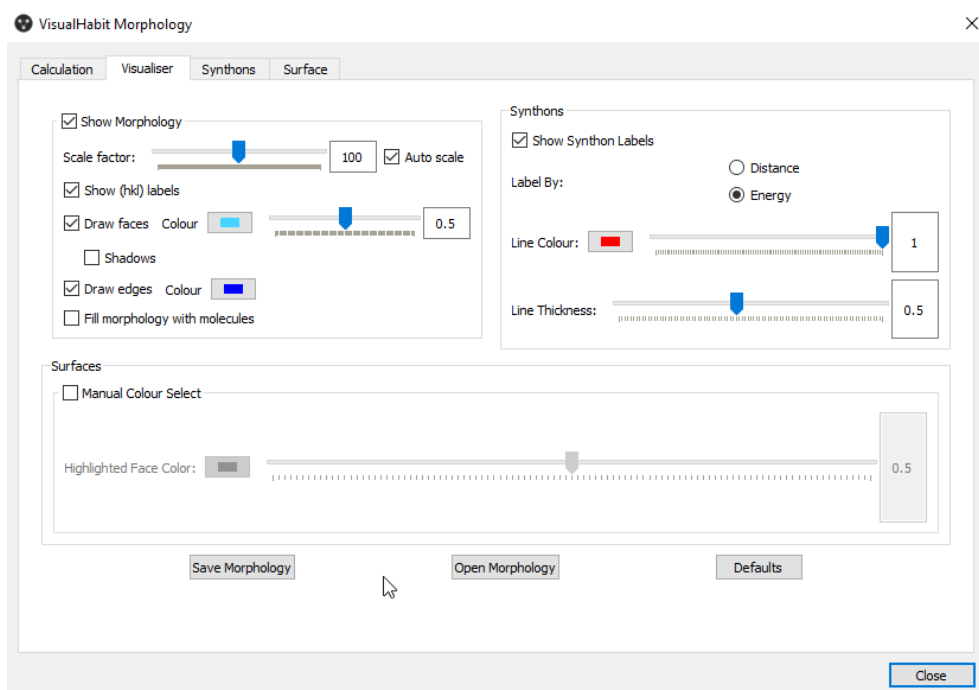 VisualHabit Morphology
Calculation Visualiser Synthons Surface
Show Morphology
Scale factor: 100 Auto scale
Show (hkl) labels
Draw faces Colour 0.5
Shadows
Draw edges Colour
Fill morphology with molecules
Synthons
Show Synthon Labels
Label By: Distance
Energy
Line Colour: 1
Line Thickness: 0.5
Surfaces
Manual Colour Select
Highlighted Face Color: 0.5
Save Morphology Open Morphology Defaults
Close